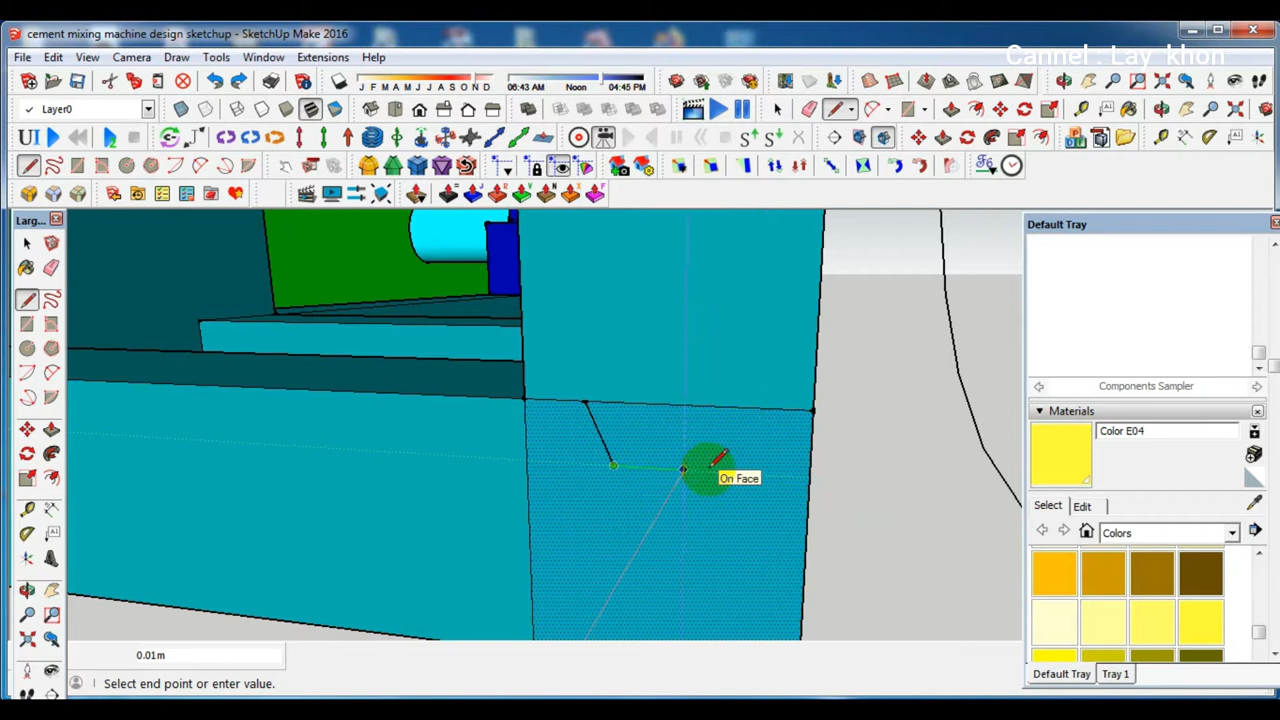 cement mixing machine design sketchup - SketchUp Make 2016
Cannel : Lay khon
File Edit View Camera Draw Tools Window Help Extensions
Layer0
J F M A M J J A S O N D
06:43 AM Noon 04:45 PM
UI
Larg...
Default Tray
Components Sampler
Materials
Color E04
Select Edit
Colors
On Face
0.01m
Select end point or enter value.
Default Tray Tray 1